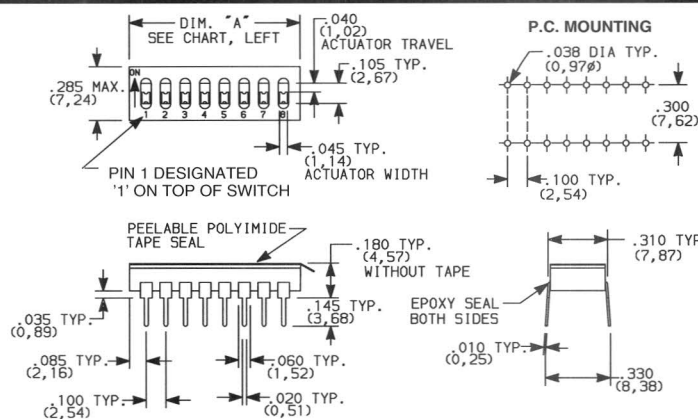 DIM. "A"
SEE CHART, LEFT
.040
(1,02)
ACTUATOR TRAVEL
.105 TYP.
(2,67)
.285 MAX.
(7,24)
ON
1 2 3 4 5 6 7 8
.045 TYP.
(1,14)
ACTUATOR WIDTH
PIN 1 DESIGNATED
'1' ON TOP OF SWITCH
P.C. MOUNTING
.038 DIA TYP.
(0,97ø)
.300
(7,62)
.100 TYP.
(2,54)
PEELABLE POLYIMIDE
TAPE SEAL
.180 TYP.
(4,57)
WITHOUT TAPE
.035 TYP.
(0,89)
.145 TYP.
(3,68)
.085 TYP.
(2,16)
.060 TYP.
(1,52)
.100 TYP.
(2,54)
.020 TYP.
(0,51)
.310 TYP.
(7,87)
EPOXY SEAL
BOTH SIDES
.010 TYP.
(0,25)
.330
(8,38)